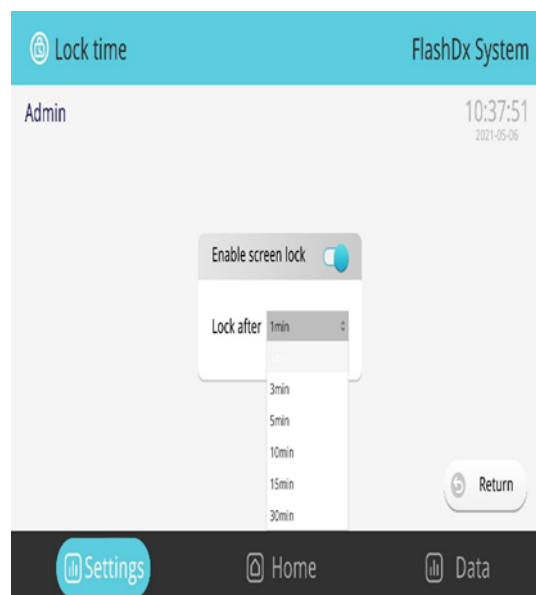 Lock time
FlashDx System
Admin
10:37:51
2021-05-06
Enable screen lock
Lock after 1min
3min
5min
10min
15min
30min
Return
Settings
Home
Data